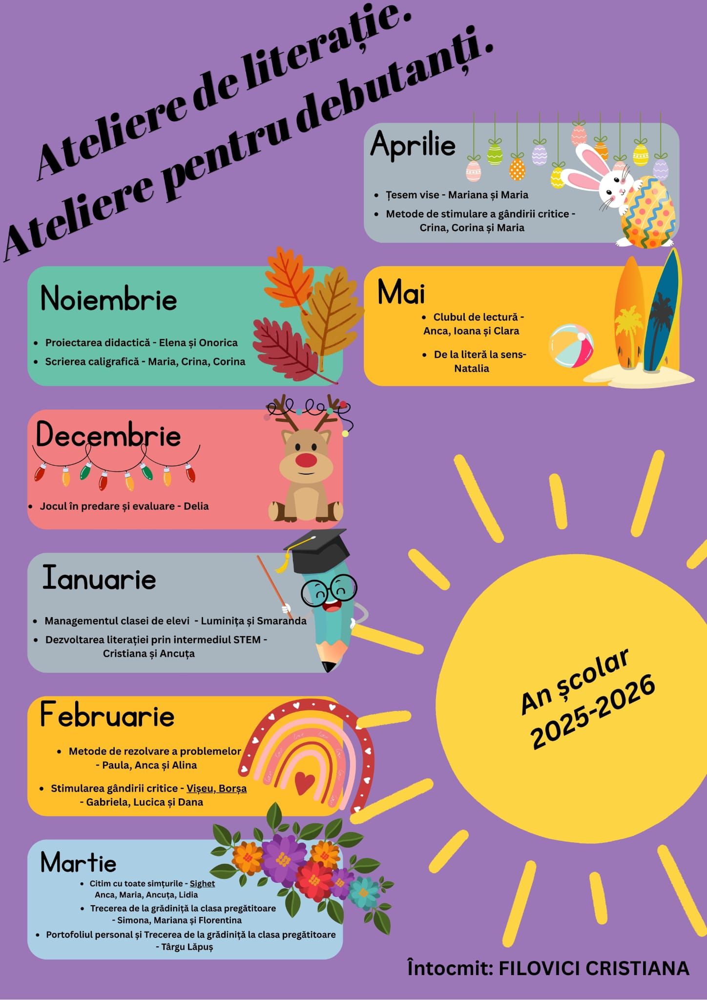 Ateliere de literație.
Ateliere pentru debutanți.
Noiembrie
• Proiectarea didactică - Elena și Onorica
• Scrierea caligrafică - Maria, Crina, Corina
Decembrie
• Jocul în predare și evaluare - Delia
Ianuarie
• Managementul clasei de elevi - Luminița și Smaranda
• Dezvoltarea literației prin intermediul STEM -
Cristiana și Ancuța
Februarie
• Metode de rezolvare a problemelor
- Paula, Anca și Alina
• Stimularea gândirii critice - Vișeu, Borșa
- Gabriela, Lucica și Dana
Martie
• Citim cu toate simțurile - Sighet
Anca, Maria, Ancuța, Lidia
• Trecerea de la grădiniță la clasa pregătitoare
- Simona, Mariana și Florentina
• Portofoliul personal și Trecerea de la grădiniță la clasa pregătitoare
- Târgu Lăpuș
Aprilie
• Țesem vise - Mariana și Maria
• Metode de stimulare a gândirii critice -
Crina, Corina și Maria
Mai
• Clubul de lectură -
Anca, Ioana și Clara
• De la literă la sens-
Natalia
An școlar
2025-2026
Întocmit: FILOVICI CRISTIANA